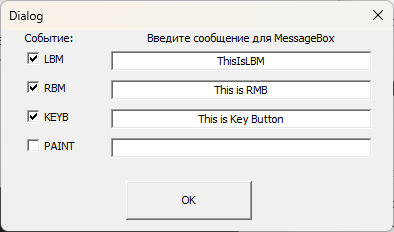 Dialog
Событие: Введите сообщение для MessageBox
LBM ThisIsLBM
RBM This is RMB
KEYB This is Key Button
PAINT
OK